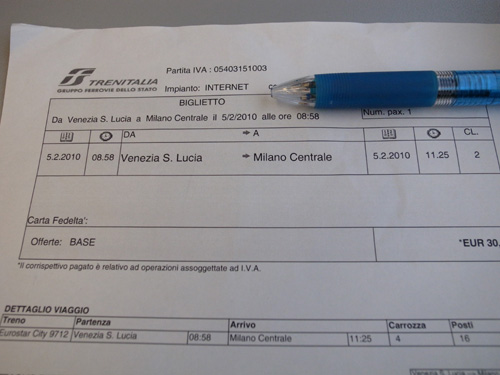 Partita IVA : 05403151003
TRENITALIA
GRUPPO FERROVIE DELLO STATO
Impianto: INTERNET
BIGLIETTO
Da Venezia S. Lucia a Milano Centrale il 5/2/2010 alle ore 08:58
Num. pax. 1
DA A CL.
5.2.2010 08.58 Venezia S. Lucia Milano Centrale 5.2.2010 11.25 2
Carta Fedelta':
Offerte: BASE
*EUR 30.
*Il corrispettivo pagato è relativo ad operazioni assoggettate ad I.V.A.
DETTAGLIO VIAGGIO
Treno Partenza Arrivo Carrozza Posti
Eurostar City 9712 Venezia S. Lucia 08:58 Milano Centrale 11:25 4 16
Venezia S. Lucia